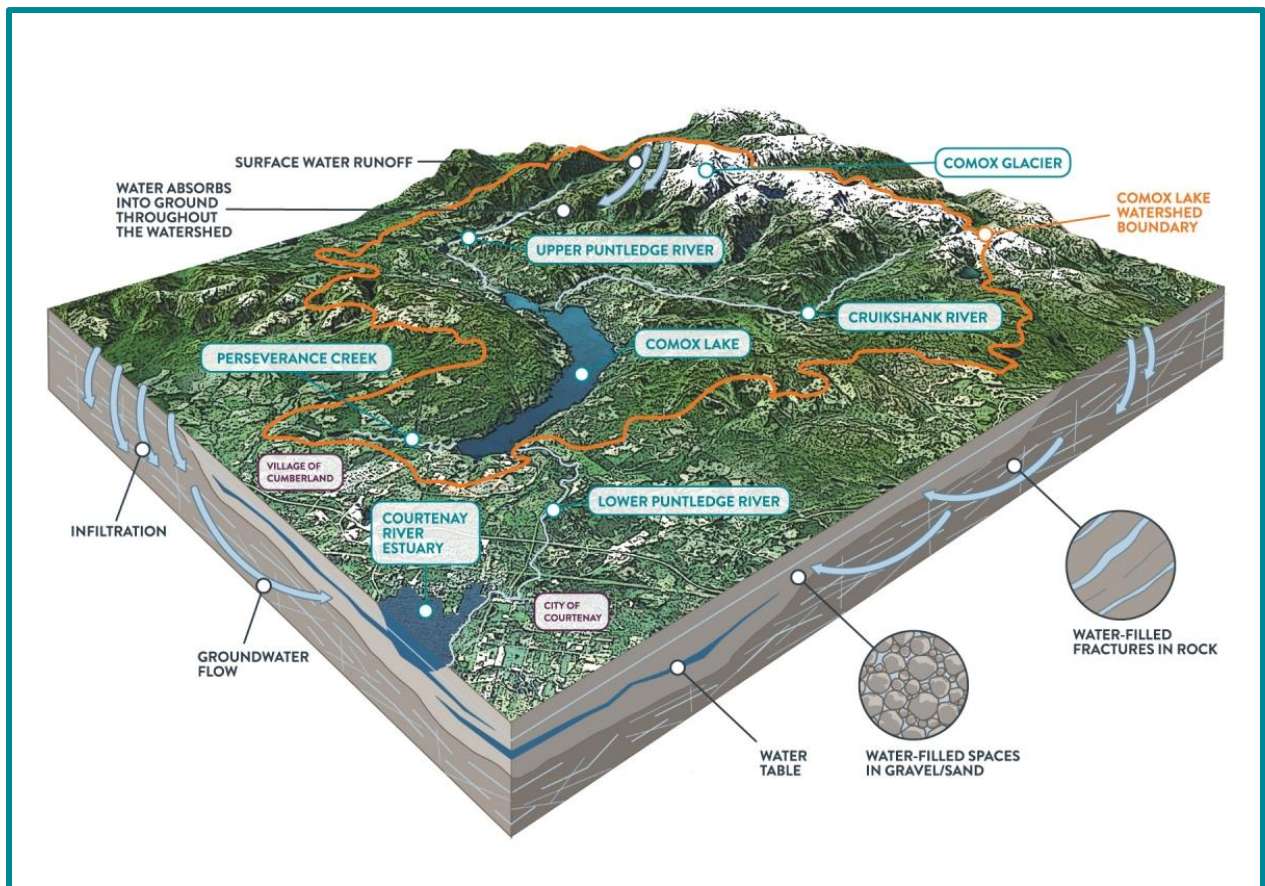 SURFACE WATER RUNOFF
COMOX GLACIER
WATER ABSORBS
INTO GROUND
THROUGHOUT
THE WATERSHED
COMOX LAKE
WATERSHED
BOUNDARY
UPPER PUNTLEDGE RIVER
CRUIKSHANK RIVER
PERSEVERANCE CREEK
COMOX LAKE
VILLAGE OF
CUMBERLAND
LOWER PUNTLEDGE RIVER
COURTENAY
RIVER
ESTUARY
INFILTRATION
CITY OF
COURTENAY
GROUNDWATER
FLOW
WATER-FILLED
FRACTURES IN ROCK
WATER
TABLE
WATER-FILLED SPACES
IN GRAVEL/SAND